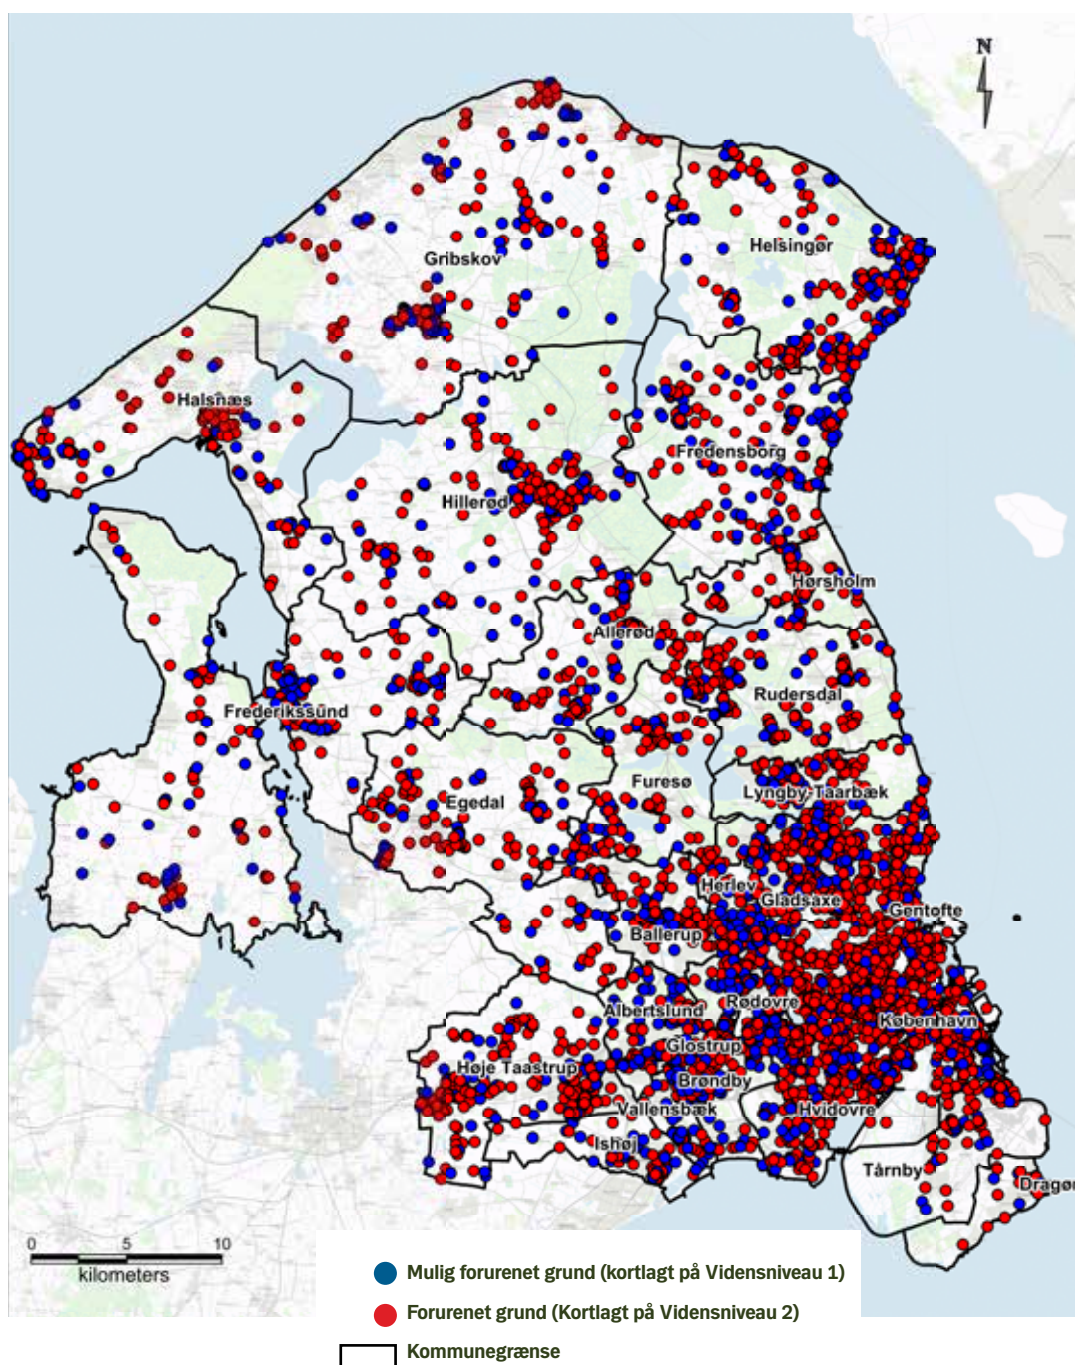 N
Helsingør
Gribskov
Halsnæs
Fredensborg
Hillerød
Hørsholm
Allerød
Rudersdal
Frederikssund
Furesø
Lyngby-Taarbæk
Egedal
Herlev
Gladsaxe
Gentofte
Ballerup
Rødovre
Albertslund
København
Glostrup
Høje Taastrup
Brøndby
Vallensbæk
Hvidovre
Ishøj
Tårnby
Dragør
0 5 10
kilometers
Mulig forurenet grund (kortlagt på Vidensniveau 1)
Forurenet grund (Kortlagt på Vidensniveau 2)
Kommunegrænse